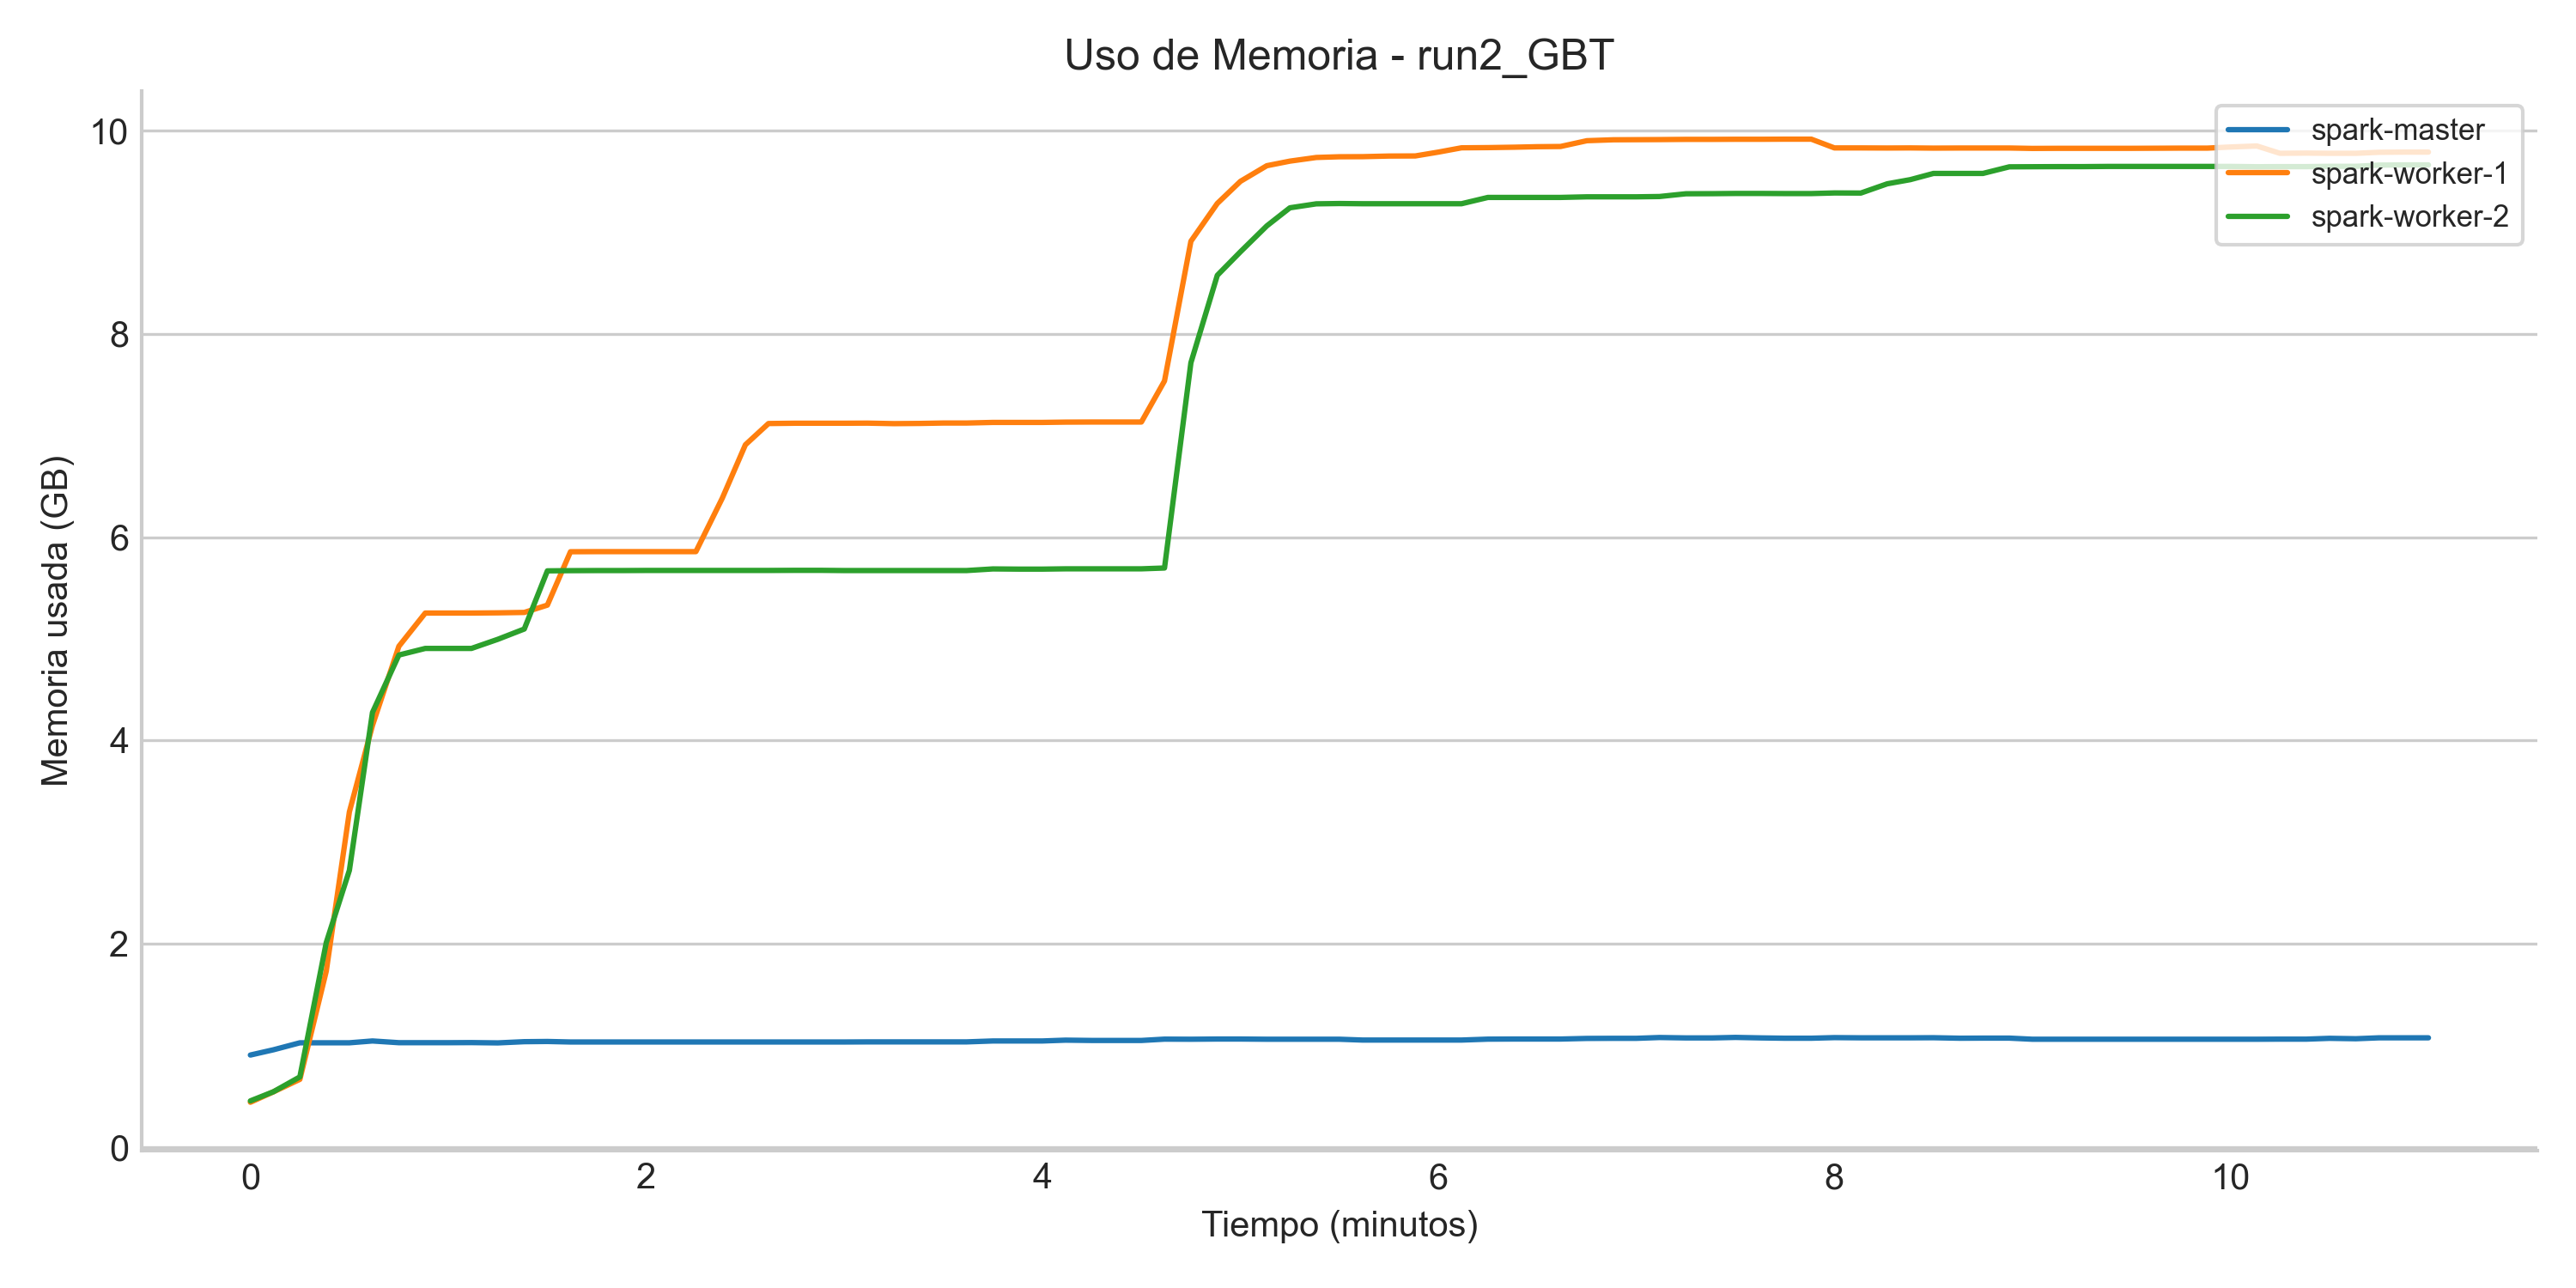 Uso de Memoria - run2_GBT
10
8
6
4
2
0
Memoria usada (GB)
spark-master
spark-worker-1
spark-worker-2
0 2 4 6 8 10
Tiempo (minutos)